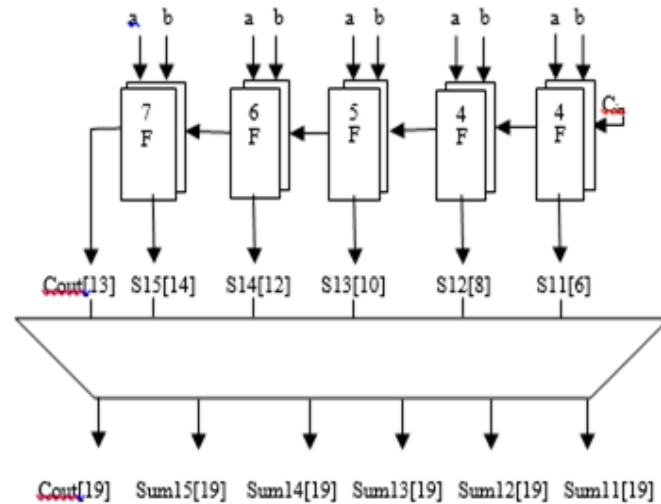 a b a b a b a b a b
7 6 5 4 4
F F F F F
Cin
Cout[13] S15[14] S14[12] S13[10] S12[8] S11[6]
Cout[19] Sum15[19] Sum14[19] Sum13[19] Sum12[19] Sum11[19]